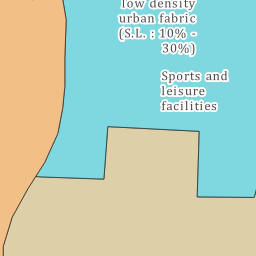 low density
urban fabric
(S.L. : 10% -
30%)
Sports and
leisure
facilities